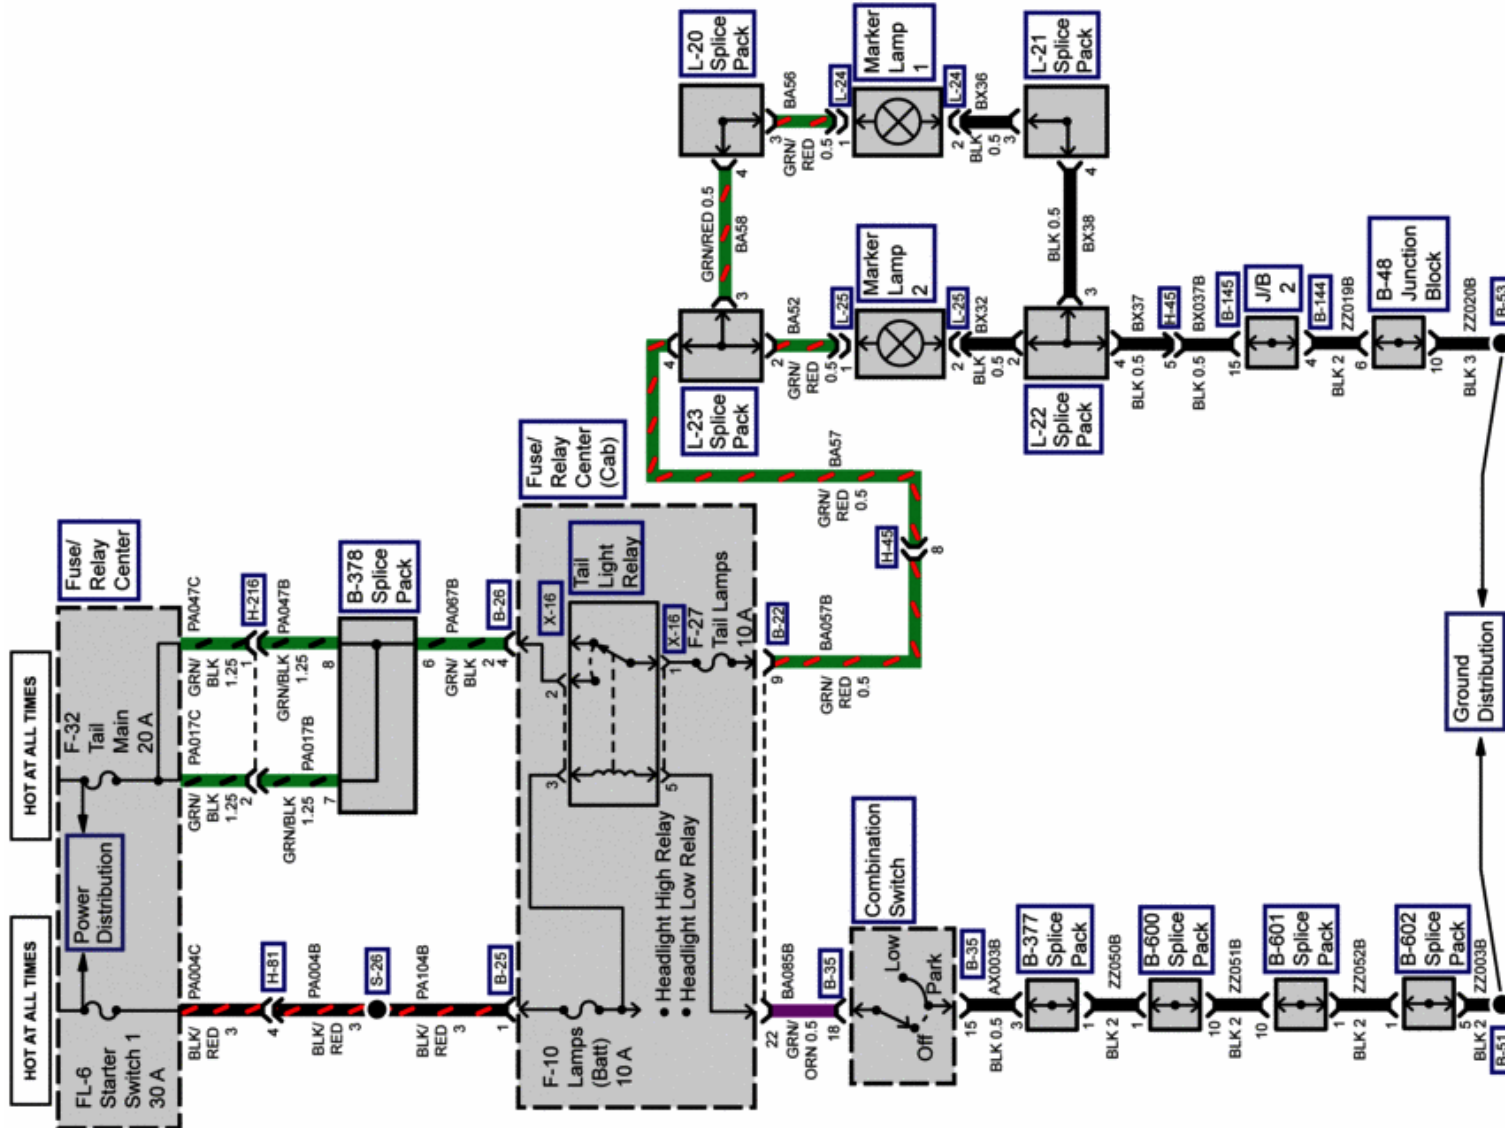 HOT AT ALL TIMES
HOT AT ALL TIMES
Fuse/
Relay
Center
F-32
Tail
Main
20 A
Power
Distribution
FL-6
Starter
Switch 1
30 A
PA047C
GRN/
BLK
1.25
H-216
1
PA047B
GRN/BLK
1.25
8
PA017C
GRN/
BLK
1.25
2
PA017B
GRN/BLK
1.25
7
B-378
Splice
Pack
6
PA067B
GRN/
BLK
2
B-26
4
PA004C
BLK/
RED
3
H-81
4
PA004B
BLK/
RED
3
S-26
PA104B
BLK/
RED
3
B-25
1
Fuse/
Relay
Center
(Cab)
Tail
Light
Relay
X-16
2
3
X-16
1
5
F-27
Tail Lamps
10 A
F-10
Lamps
(Batt)
10 A
• Headlight High Relay
• Headlight Low Relay
B-22
9
BA057B
GRN/
RED
0.5
H-45
8
BA57
GRN/
RED
0.5
22
BA085B
GRN/
ORN 0.5
B-35
18
Combination
Switch
Low
Park
Off
B-35
15
AX003B
BLK 0.5
3
B-377
Splice
Pack
1
ZZ050B
BLK 2
1
B-600
Splice
Pack
10
ZZ051B
BLK 2
10
B-601
Splice
Pack
1
ZZ052B
BLK 2
1
B-602
Splice
Pack
5
ZZ003B
BLK 2
B-51
L-23
Splice
Pack
4
3
2
GRN/RED 0.5
BA58
4
L-20
Splice
Pack
3
BA56
GRN/
RED
0.5
L-24
1
Marker
Lamp
1
L-24
2
BX36
BLK
0.5
3
L-21
Splice
Pack
4
BLK 0.5
BX38
3
BA52
GRN/
RED
0.5
L-25
1
Marker
Lamp
2
L-25
2
BX32
BLK
0.5
2
L-22
Splice
Pack
4
BX37
BLK 0.5
H-45
5
BX037B
BLK 0.5
B-145
15
J/B
2
B-144
4
ZZ019B
BLK 2
6
B-48
Junction
Block
10
ZZ020B
BLK 3
B-53
Ground
Distribution